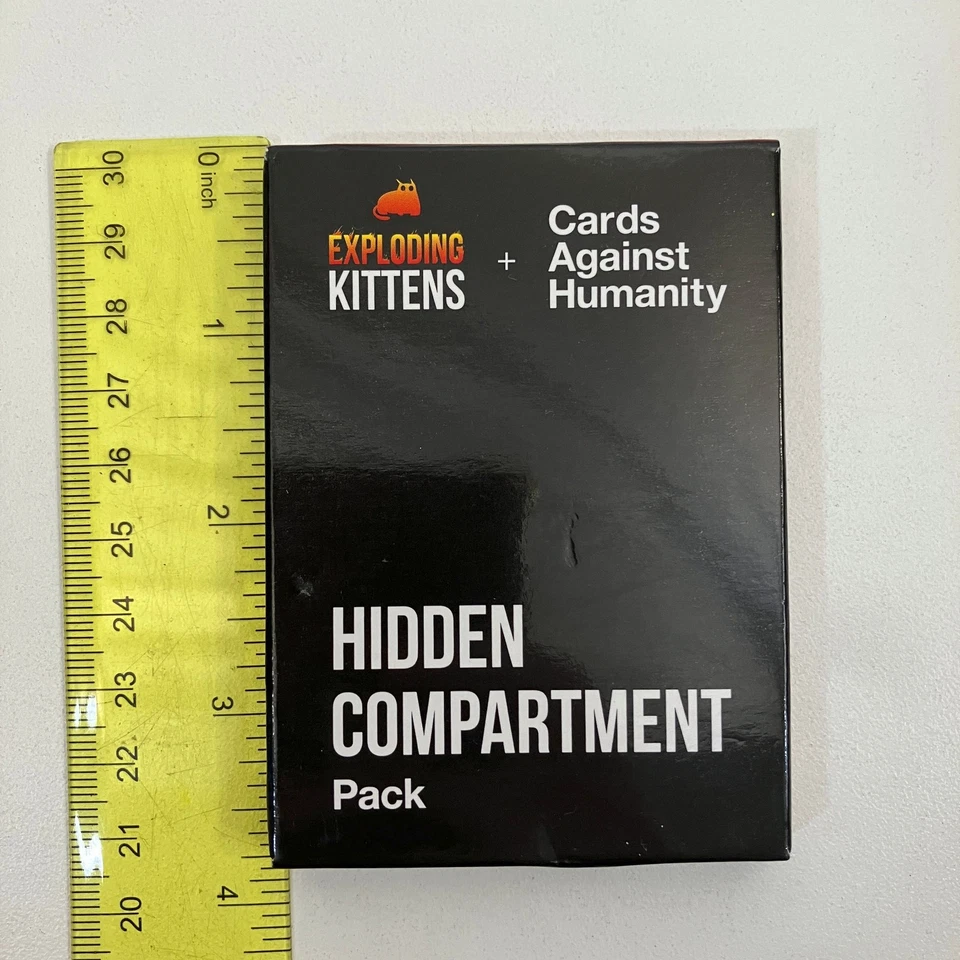 30
29
28
27
26
25
24
23
22
21
20
0 inch
1
2
3
4
EXPLODING
KITTENS
+
Cards
Against
Humanity
HIDDEN
COMPARTMENT
Pack